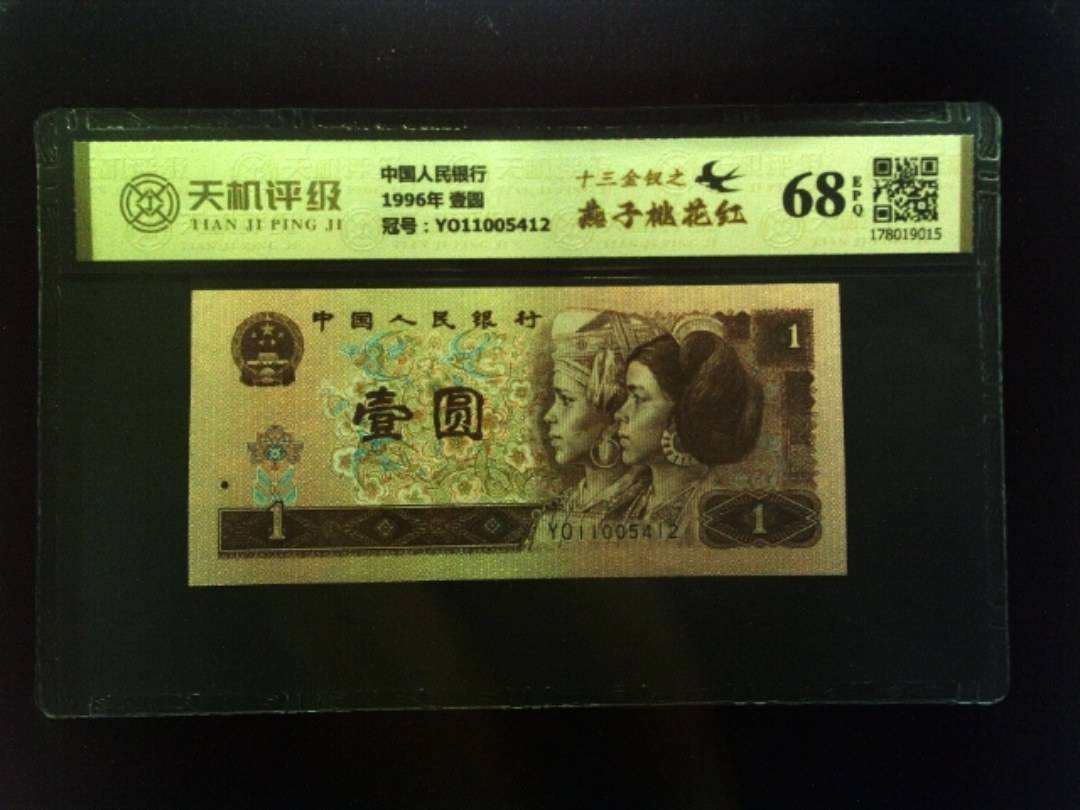 天机评级
TIAN JI PING JI
中国人民银行
1996年 壹圆
冠号：YO11005412
十三金钗之
燕子桃花红
68
EPQ
178019015
中国人民银行
壹圆
1
1
YO11005412
1